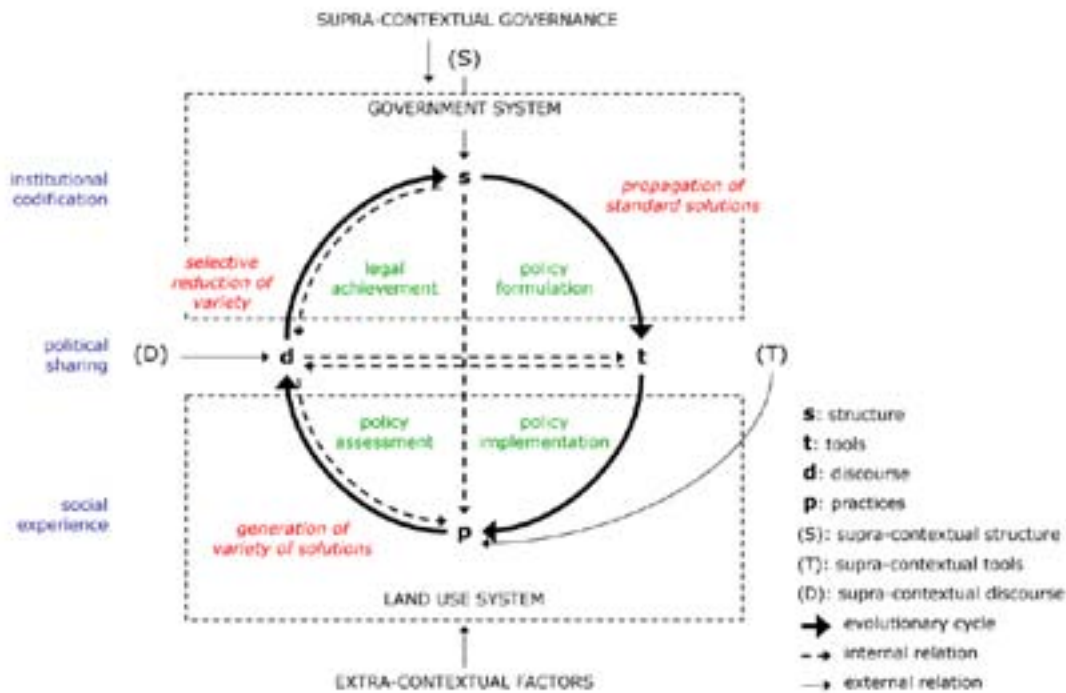 SUPRA-CONTEXTUAL GOVERNANCE
(S)
GOVERNMENT SYSTEM
institutional
codification
s
propagation of
standard solutions
selective
reduction of
variety
legal
achievement
policy
formulation
political
sharing
(D)
d
t
(T)
policy
assessment
policy
implementation
social
experience
generation of
variety of solutions
p
LAND USE SYSTEM
EXTRA-CONTEXTUAL FACTORS
s: structure
t: tools
d: discourse
p: practices
(S): supra-contextual structure
(T): supra-contextual tools
(D): supra-contextual discourse
evolutionary cycle
internal relation
external relation